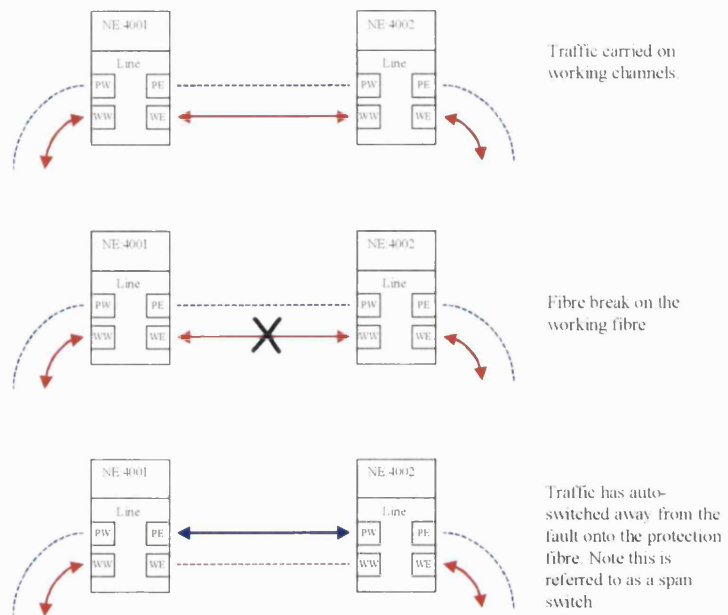 NE 4001
NE 4002
Line
Line
PW
PE
PW
PE
WW
WE
WW
WE
Traffic carried on
working channels.
NE 4001
NE 4002
Line
Line
PW
PE
PW
PE
WW
WE
WW
WE
Fibre break on the
working fibre
NE 4001
NE 4002
Line
Line
PW
PE
PW
PE
WW
WE
WW
WE
Traffic has auto-
switched away from the
fault onto the protection
fibre. Note this is
referred to as a span
switch